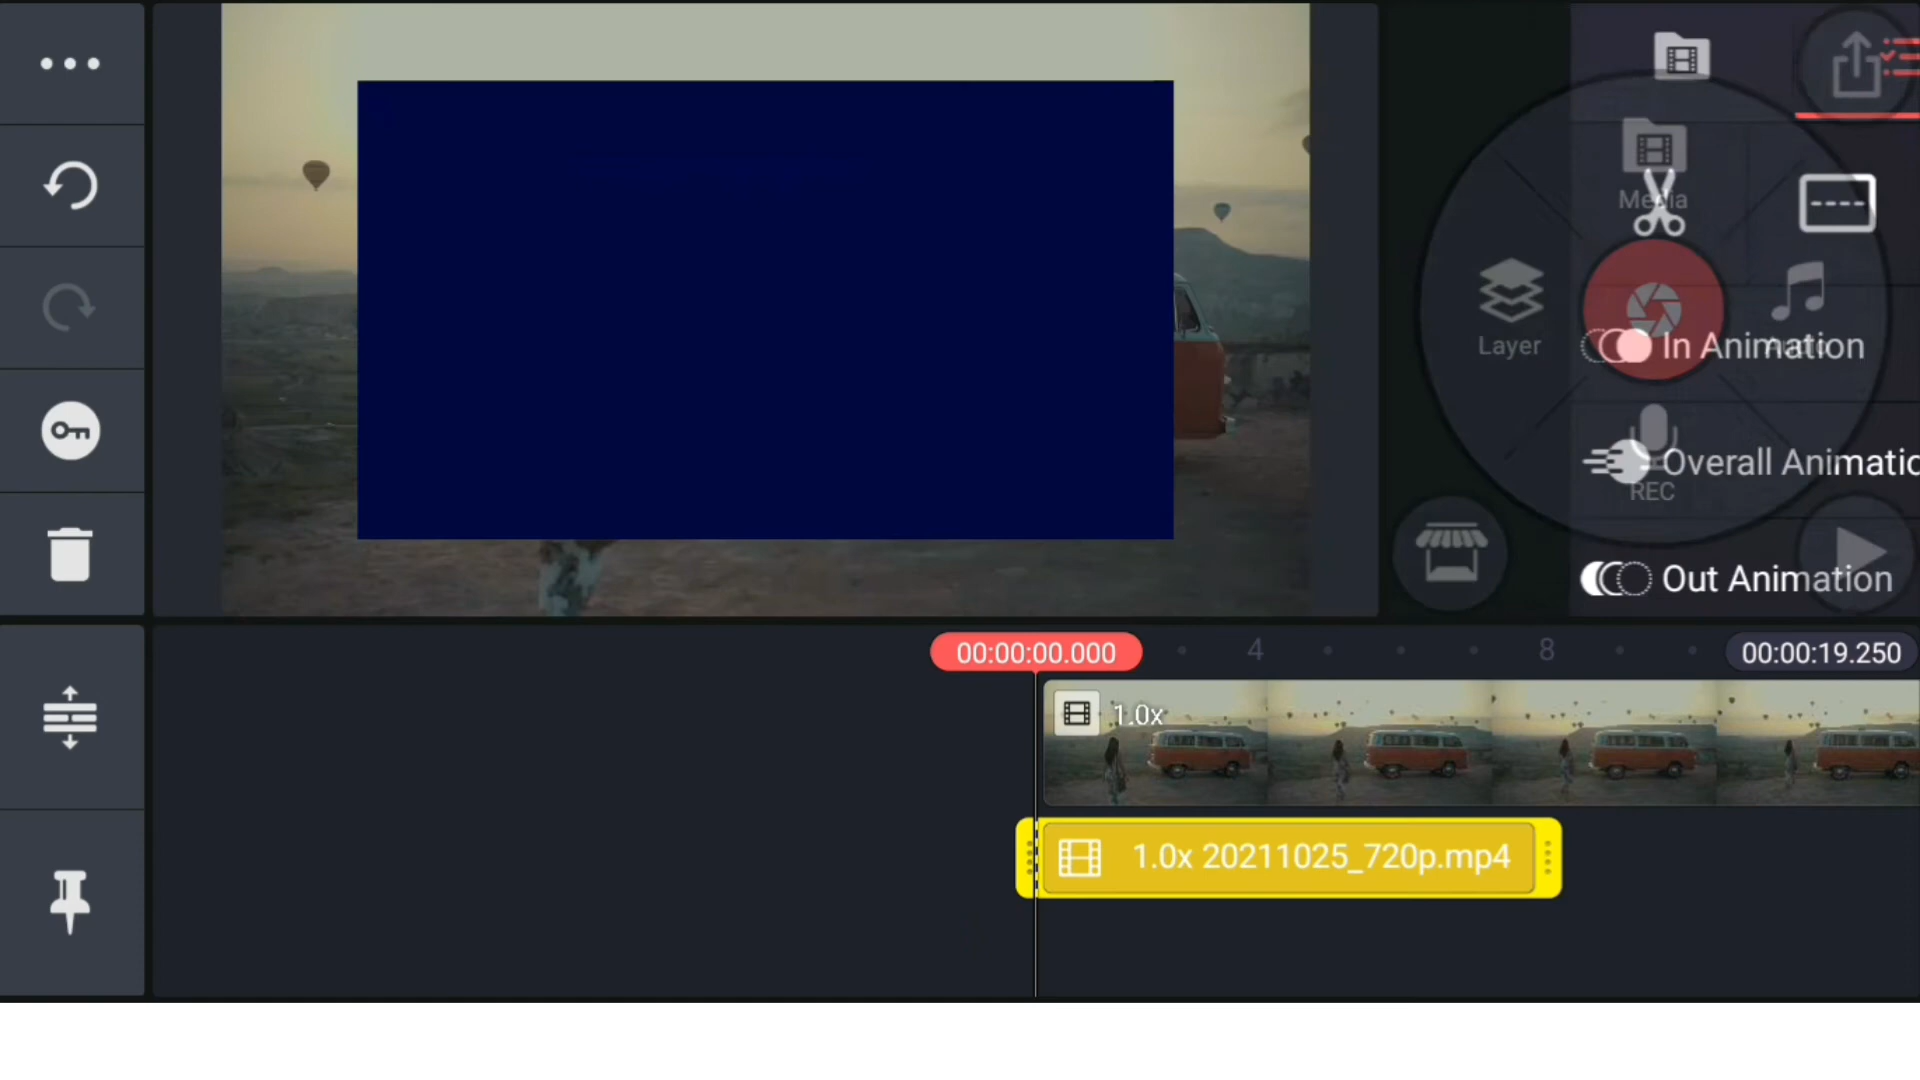 Media
Layer
Audio
In Animation
Overall Animatic
REC
Out Animation
00:00:00.000
4
8
00:00:19.250
1.0x
1.0x 20211025_720p.mp4